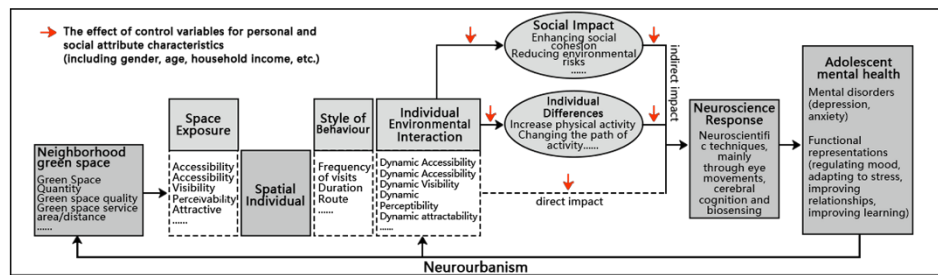 The effect of control variables for personal and
social attribute characteristics
(including gender, age, household income, etc.)
Neighborhood
green space
Green Space
Quantity
Green space quality
Green space service
area/distance
......
Space
Exposure
Accessibility
Accessibility
Visibility
Perceivability
Attractive
......
Spatial
Individual
Style of
Behaviour
Frequency
of visits
Duration
Route
......
Individual
Environmental
Interaction
Dynamic Accessibility
Dynamic Accessibility
Dynamic Visibility
Dynamic
Perceptibility
Dynamic attractability
......
Social Impact
Enhancing social
cohesion
Reducing environmental
risks
......
Individual
Differences
Increase physical activity
Changing the path of
activity......
indirect impact
direct impact
Neuroscience
Response
Neuroscientifi
c techniques,
mainly
through eye
movements,
cerebral
cognition and
biosensing
Adolescent
mental health
Mental disorders
(depression,
anxiety)
Functional
representations
(regulating mood,
adapting to stress,
improving
relationships,
improving learning)
Neurourbanism